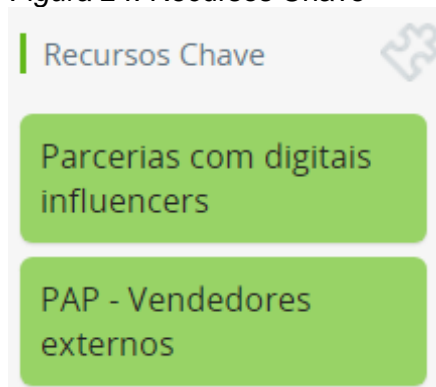 Figura 24: Recursos Chave
Recursos Chave
Parcerias com digitais
influencers
PAP - Vendedores
externos